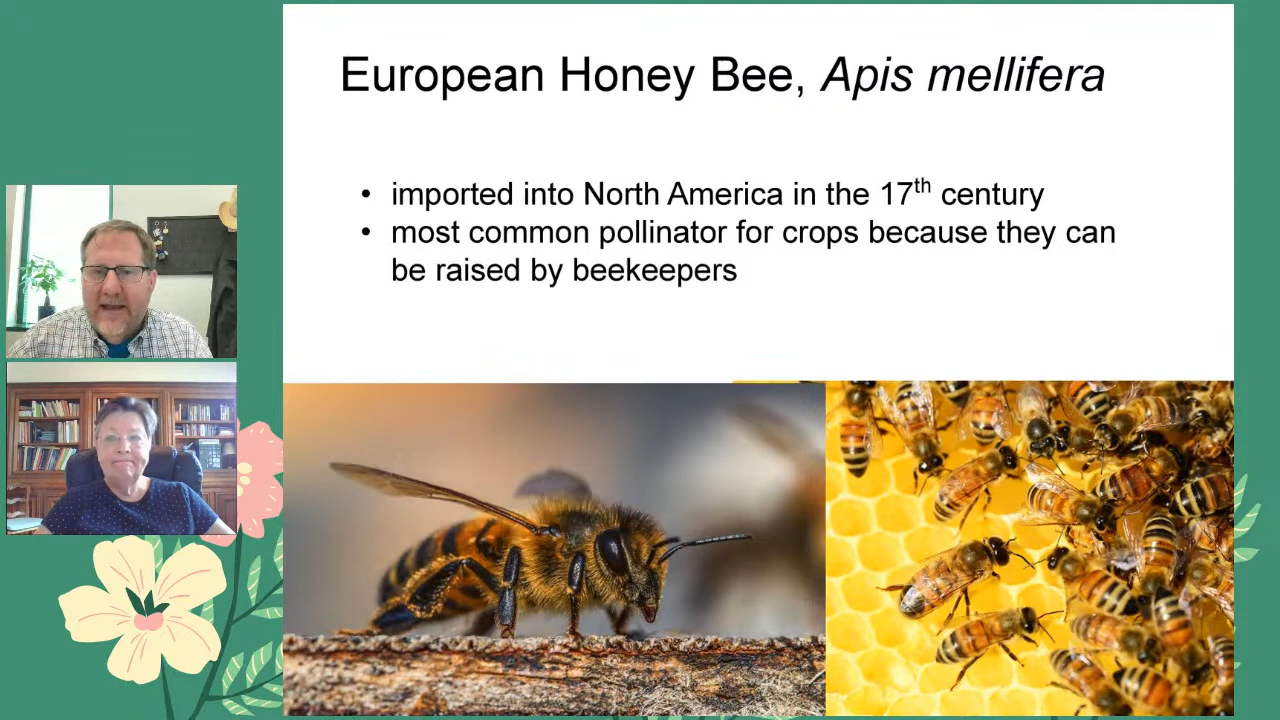 European Honey Bee, Apis mellifera
• imported into North America in the 17th century
• most common pollinator for crops because they can
be raised by beekeepers